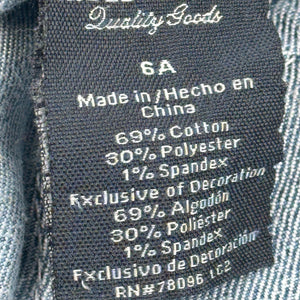 Quality Goods
6A
Made in/Hecho en
China
69% Cotton
30% Polyester
1% Spandex
Exclusive of Decoration
69% Algodón
30% Poliéster
1% Spandex
Exclusivo de Decoración
RN#78096 LC2